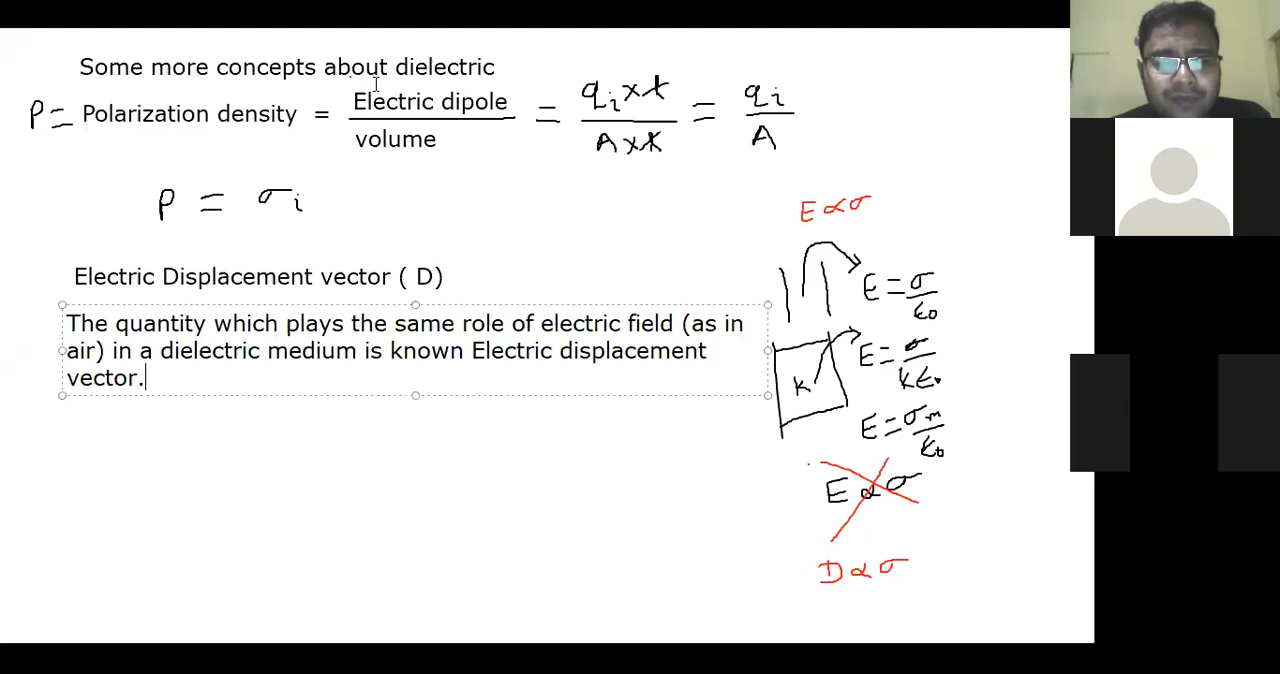 Some more concepts about dielectric
P = Polarization density = Electric dipole / volume = qᵢ x t / A x t = qᵢ / A
P = σᵢ
Electric Displacement vector ( D)
The quantity which plays the same role of electric field (as in
air) in a dielectric medium is known Electric displacement
vector.
E ∝ σ
E = σ / ε₀
K
E = σ / kε₀
E = σₘ / ε₀
E ∝ σ
D ∝ σ